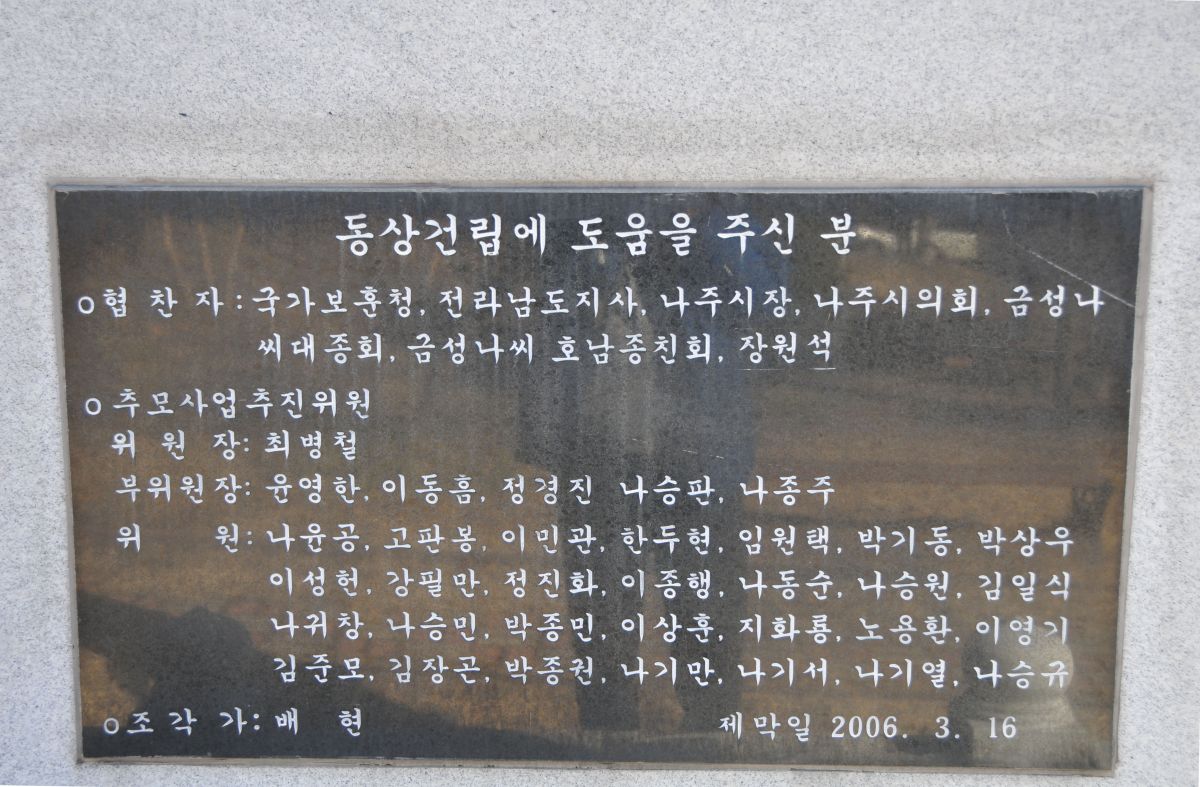 동상건립에 도움을 주신 분
o 협 찬 자 : 국가보훈청, 전라남도지사, 나주시장, 나주시의회, 금성나
씨대종회, 금성나씨 호남종친회, 장원석
o 추모사업추진위원
위 원 장: 최병철
부위원장: 윤영한, 이동흠, 정경진 나승판, 나종주
위 원: 나윤공, 고판봉, 이민관, 한두현, 임원택, 박기동, 박상우
이성헌, 강필만, 정진화, 이종행, 나동순, 나승원, 김일식
나귀창, 나승민, 박종민, 이상훈, 지화룡, 노용환, 이영기
김준모, 김장곤, 박종권, 나기만, 나기서, 나기열, 나승규
o 조 각 가: 배 현 제막일 2006. 3. 16